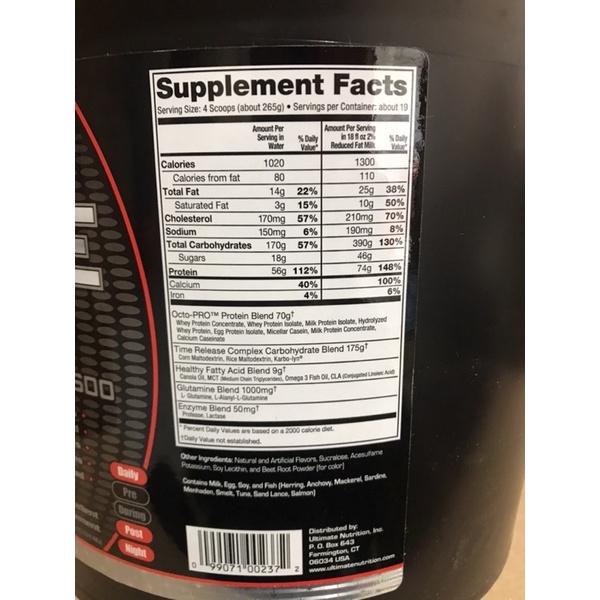 Supplement Facts
Serving Size: 4 Scoops (about 265g) • Servings per Container: about 19
Amount Per Serving in Water % Daily Value* Amount Per Serving in 18 fl oz 2% Reduced Fat Milk % Daily Value*
Calories 1020 1300
Calories from fat 80 110
Total Fat 14g 22% 25g 38%
Saturated Fat 3g 15% 10g 50%
Cholesterol 170mg 57% 210mg 70%
Sodium 150mg 6% 190mg 8%
Total Carbohydrates 170g 57% 390g 130%
Sugars 18g 46g
Protein 56g 112% 74g 148%
Calcium 40% 100%
Iron 4% 6%
Octo-PRO™ Protein Blend 70g†
Whey Protein Concentrate, Whey Protein Isolate, Milk Protein Isolate, Hydrolyzed
Whey Protein, Egg Protein Isolate, Micellar Casein, Milk Protein Concentrate,
Calcium Caseinate
Time Release Complex Carbohydrate Blend 175g†
Corn Maltodextrin, Rice Maltodextrin, Karbo-lyn®
Healthy Fatty Acid Blend 9g†
Canola Oil, MCT (Medium Chain Triglycerides), Omega 3 Fish Oil, CLA (Conjugated Linoleic Acid)
Glutamine Blend 1000mg†
L- Glutamine, L-Alanyl-L-Glutamine
Enzyme Blend 50mg†
Protease, Lactase
* Percent Daily Values are based on a 2000 calorie diet.
†Daily Value not established.
Other Ingredients: Natural and Artificial Flavors, Sucralose, Acesulfame
Potassium, Soy Lecithin, and Beet Root Powder (for color)
Contains Milk, Egg, Soy, and Fish (Herring, Anchovy, Mackerel, Sardine,
Menhaden, Smelt, Tuna, Sand Lance, Salmon)
Daily
Pre
During
Post
Night
0 99071 00237 2
Distributed by:
Ultimate Nutrition, Inc.
P. O. Box 643
Farmington, CT
06034 USA
www.ultimatenutrition.com